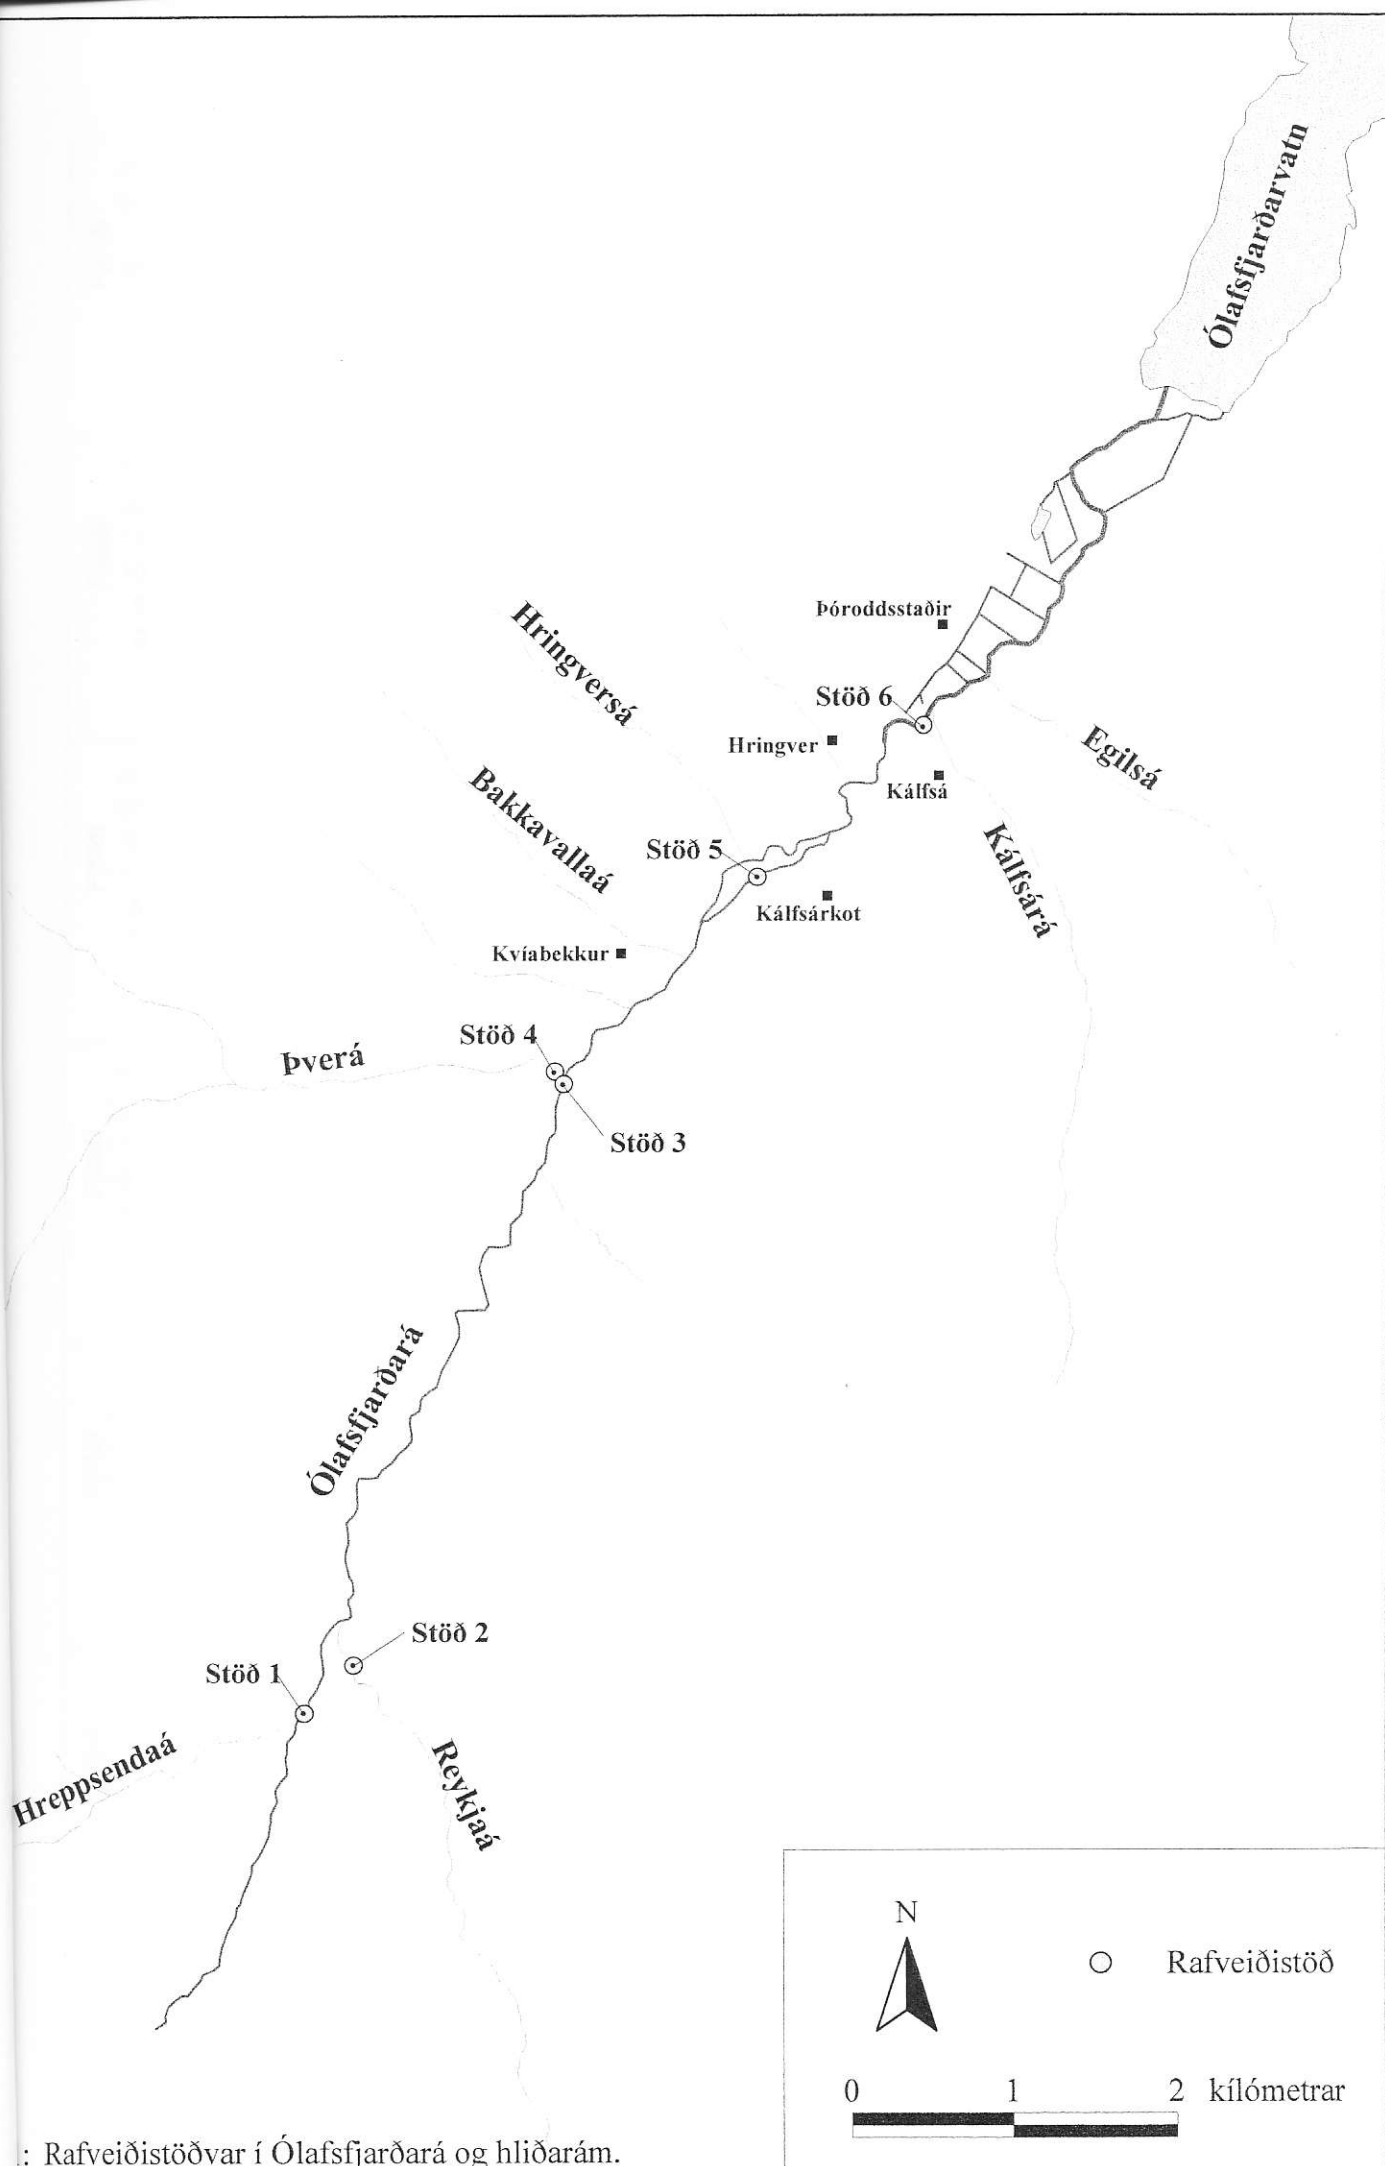 Ólafsfjarðarvatn
Þóroddsstaðir
Hringversá
Stöð 6
Hringver
Egilsá
Bakkavallaá
Kálfsá
Stöð 5
Kálfsárá
Kálfsárkot
Kvíabekkur
Stöð 4
Þverá
Stöð 3
Ólafsfjarðará
Stöð 2
Stöð 1
Hreppsendaá
Reykjaá
N
Rafveiðistöð
0 1 2 kílómetrar
: Rafveiðistöðvar í Ólafsfjarðará og hliðarám.